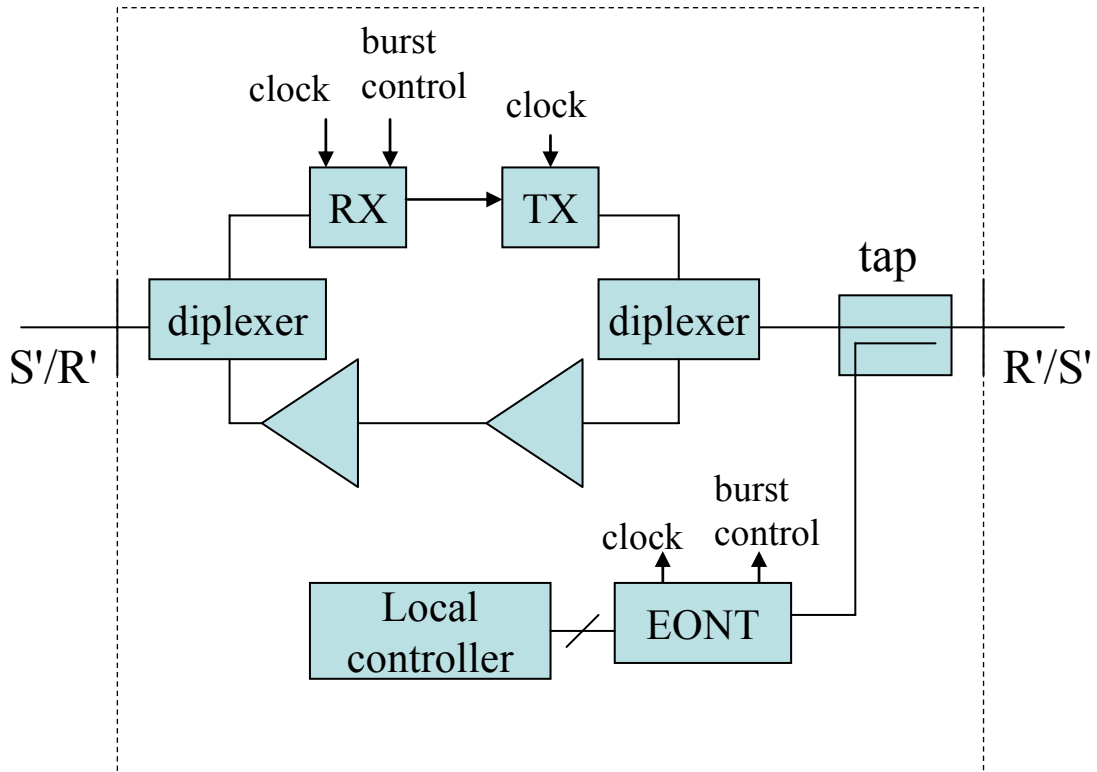 burst
control
clock
clock
RX
TX
tap
diplexer
diplexer
S'/R'
R'/S'
burst
control
clock
Local
controller
EONT